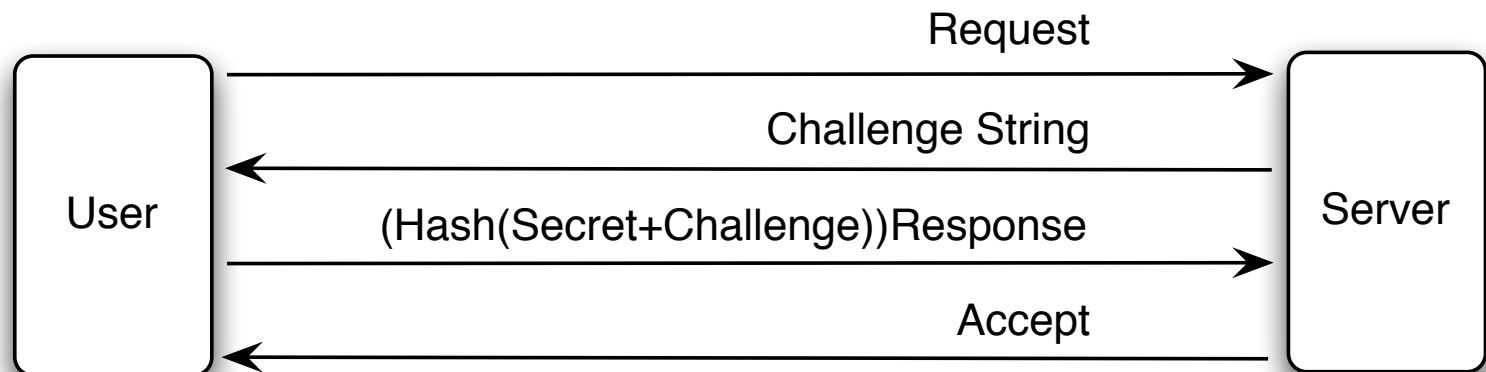 Request
Challenge String
User
(Hash(Secret+Challenge))Response
Server
Accept